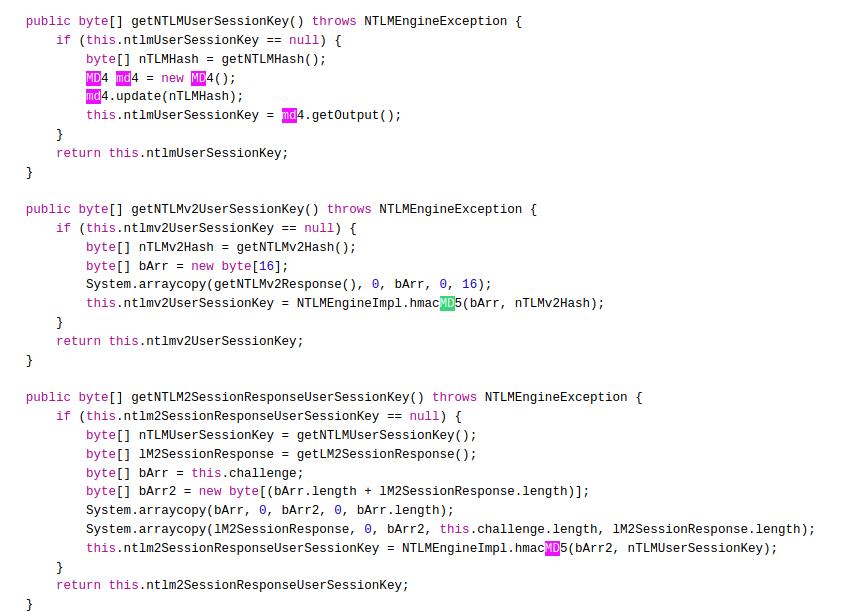 public byte[] getNTLMUserSessionKey() throws NTLMEngineException {
    if (this.ntlmUserSessionKey == null) {
        byte[] nTLMHash = getNTLMHash();
        MD4 md4 = new MD4();
        md4.update(nTLMHash);
        this.ntlmUserSessionKey = md4.getOutput();
    }
    return this.ntlmUserSessionKey;
}

public byte[] getNTLMv2UserSessionKey() throws NTLMEngineException {
    if (this.ntlmv2UserSessionKey == null) {
        byte[] nTLMv2Hash = getNTLMv2Hash();
        byte[] bArr = new byte[16];
        System.arraycopy(getNTLMv2Response(), 0, bArr, 0, 16);
        this.ntlmv2UserSessionKey = NTLMEngineImpl.hmacMD5(bArr, nTLMv2Hash);
    }
    return this.ntlmv2UserSessionKey;
}

public byte[] getNTLM2SessionResponseUserSessionKey() throws NTLMEngineException {
    if (this.ntlm2SessionResponseUserSessionKey == null) {
        byte[] nTLMUserSessionKey = getNTLMUserSessionKey();
        byte[] lM2SessionResponse = getLM2SessionResponse();
        byte[] bArr = this.challenge;
        byte[] bArr2 = new byte[(bArr.length + lM2SessionResponse.length)];
        System.arraycopy(bArr, 0, bArr2, 0, bArr.length);
        System.arraycopy(lM2SessionResponse, 0, bArr2, this.challenge.length, lM2SessionResponse.length);
        this.ntlm2SessionResponseUserSessionKey = NTLMEngineImpl.hmacMD5(bArr2, nTLMUserSessionKey);
    }
    return this.ntlm2SessionResponseUserSessionKey;
}